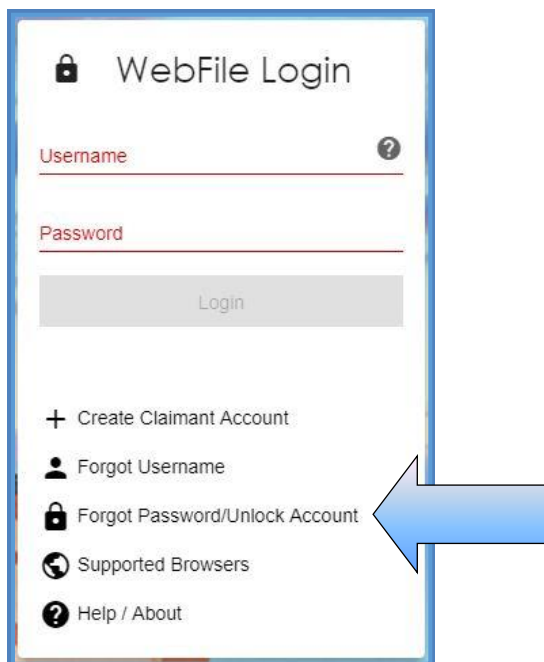 WebFile Login
Username
Password
Login
Create Claimant Account
Forgot Username
Forgot Password/Unlock Account
Supported Browsers
Help / About